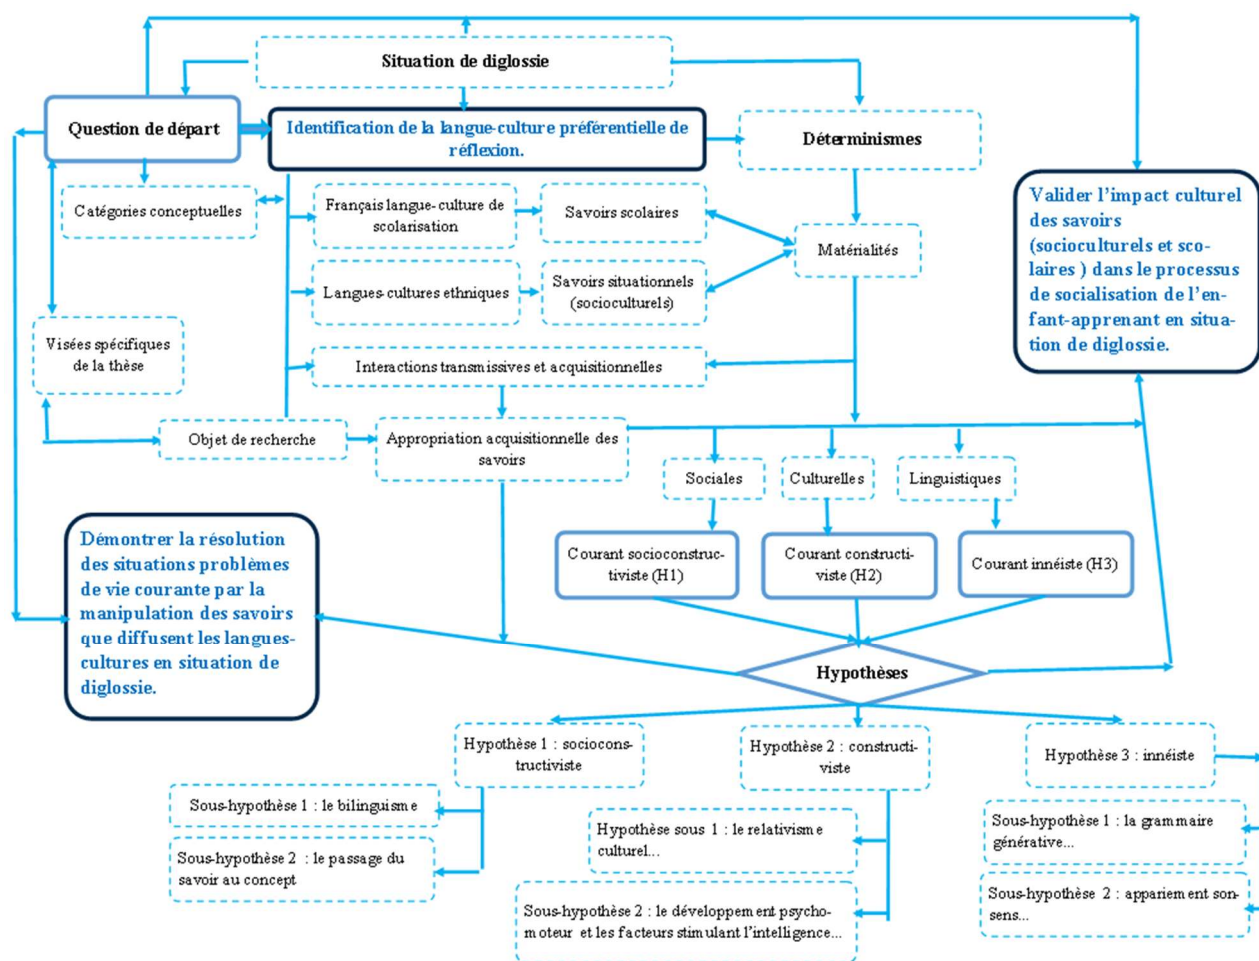 Situation de diglossie
Question de départ
Identification de la langue-culture préférentielle de
réflexion.
Déterminismes
Catégories conceptuelles
Français langue-culture de
scolarisation
Savoirs scolaires
Matérialités
Valider l’impact culturel
des savoirs
(socioculturels et sco-
laires ) dans le processus
de socialisation de l’en-
fant-apprenant en situa-
tion de diglossie.
Langues-cultures ethniques
Savoirs situationnels
(socioculturels)
Visées spécifiques
de la thèse
Interactions transmissives et acquisitionnelles
Objet de recherche
Appropriation acquisitionnelle des
savoirs
Sociales
Culturelles
Linguistiques
Démontrer la résolution
des situations problèmes
de vie courante par la
manipulation des savoirs
que diffusent les langues-
cultures en situation de
diglossie.
Courant socioconstruc-
tiviste (H1)
Courant constructi-
viste (H2)
Courant innéiste (H3)
Hypothèses
Hypothèse 1 : sociocons-
tructiviste
Hypothèse 2 : constructi-
viste
Hypothèse 3 : innéiste
Sous-hypothèse 1 : le bilinguisme
Sous-hypothèse 2 : le passage du
savoir au concept
Hypothèse sous 1 : le relativisme
culturel...
Sous-hypothèse 2 : le développement psycho-
moteur et les facteurs stimulant l’intelligence...
Sous-hypothèse 1 : la grammaire
générative...
Sous-hypothèse 2 : appariement son-
sens...